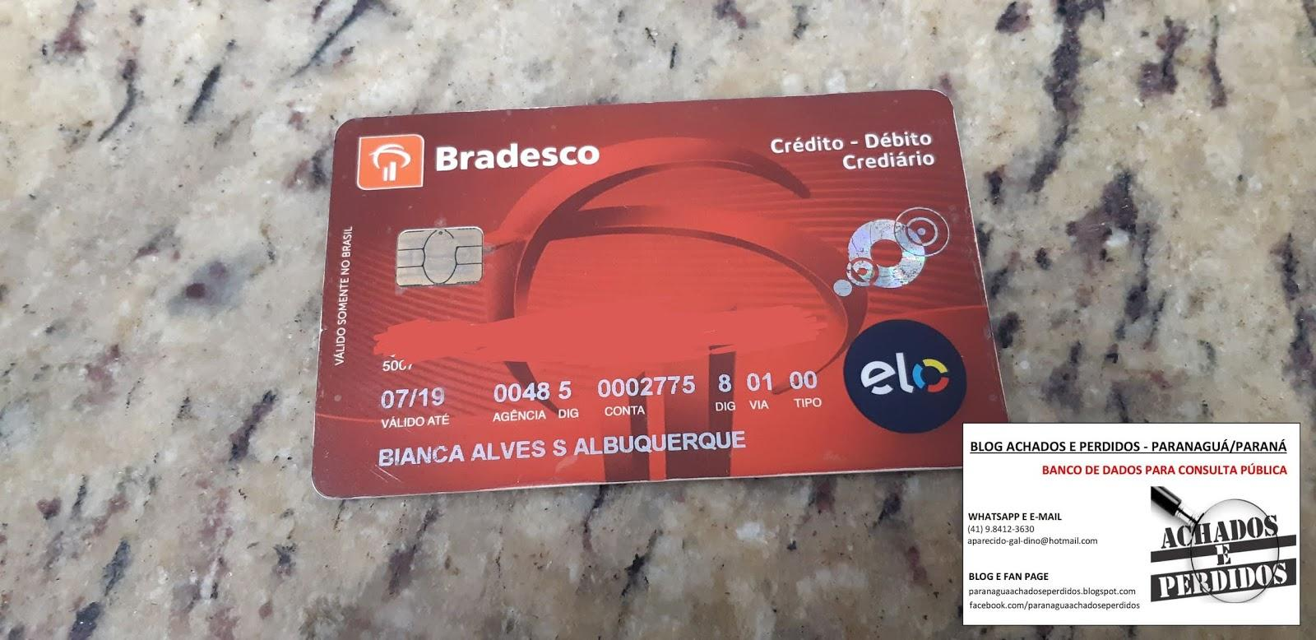 Bradesco
Crédito - Débito
Crediário
VÁLIDO SOMENTE NO BRASIL
elo
07/19 0048 5 0002775 8 01 00
VÁLIDO ATÉ AGÊNCIA DIG CONTA DIG VIA TIPO
BIANCA ALVES S ALBUQUERQUE
BLOG ACHADOS E PERDIDOS - PARANAGUÁ/PARANÁ
BANCO DE DADOS PARA CONSULTA PÚBLICA
WHATSAPP E E-MAIL
(41) 9.8412-3630
aparecido-gal-dino@hotmail.com
BLOG E FAN PAGE
paranaguaachadoseperdidos.blogspot.com
facebook.com/paranaguaachadoseperdidos
ACHADOS
E
PERDIDOS